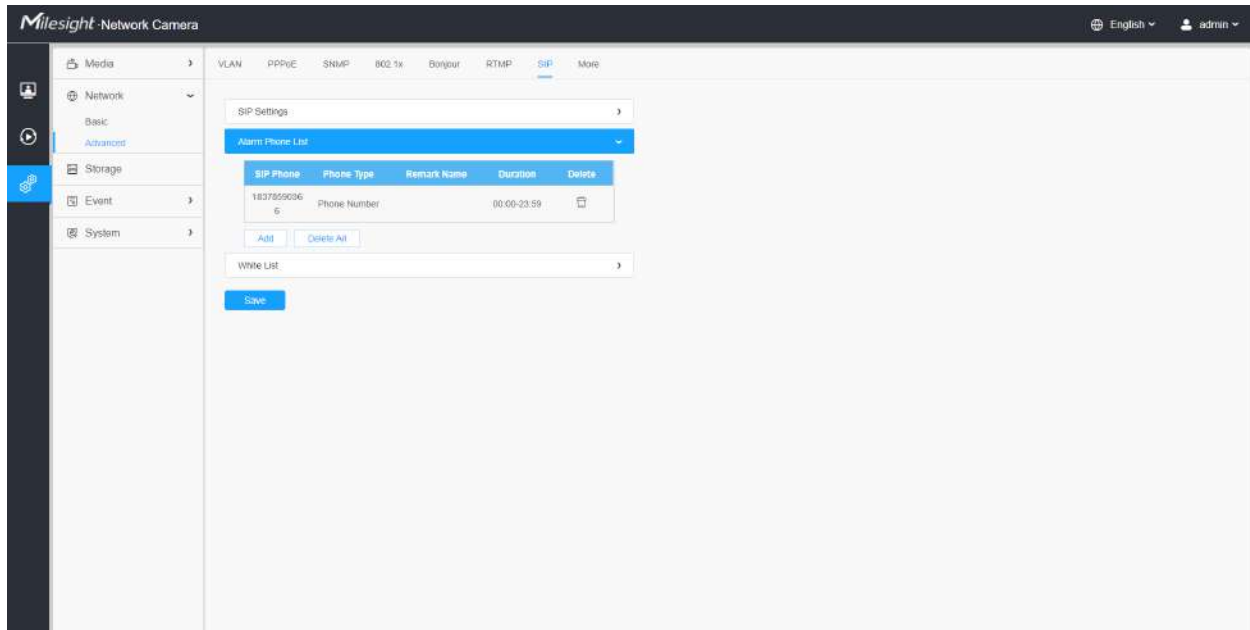 Milesight Network Camera
English
admin
Media
VLAN PPPoE SNMP 802.1x Bonjour RTMP SIP More
Network
Basic
Advanced
Storage
Event
System
SIP Settings
Alarm Phone List
SIP Phone Phone Type Remark Name Duration Delete
1837859036
6
Phone Number 00:00-23:59
Add Delete All
White List
Save